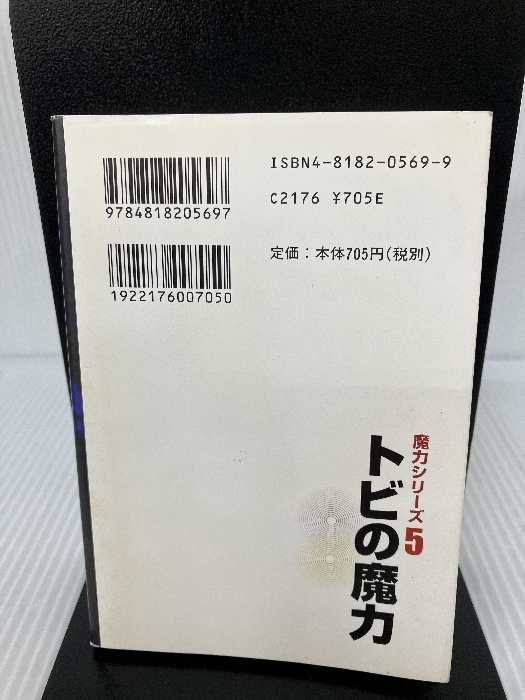 ISBN4-8182-0569-9
9784818205697
C2176 ¥705E
定価：本体705円(税別)
1922176007050
魔力シリーズ5
トビの魔力